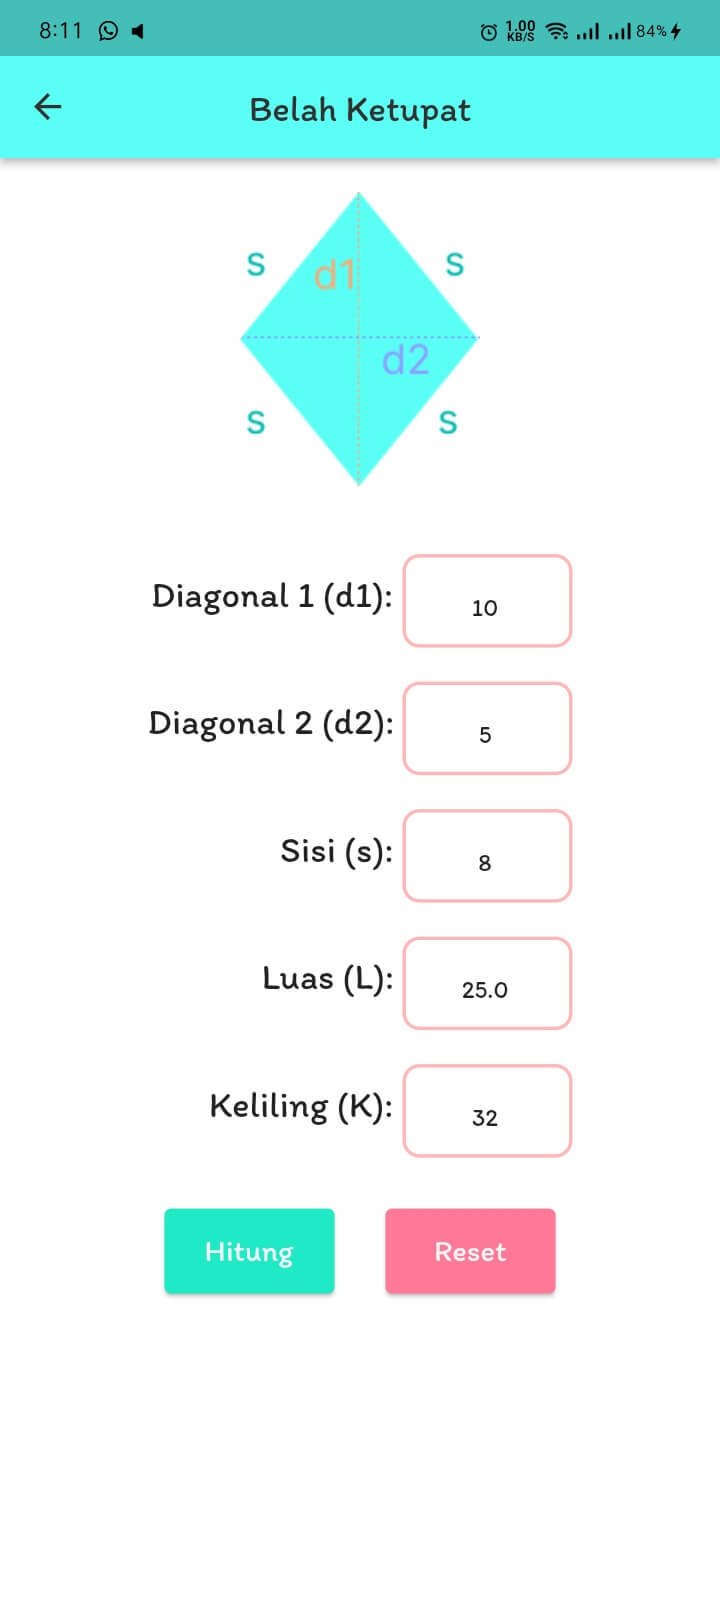 8:11 1.00 KB/S 84%
Belah Ketupat
s s
d1
d2
s s
Diagonal 1 (d1): 10
Diagonal 2 (d2): 5
Sisi (s): 8
Luas (L): 25.0
Keliling (K): 32
Hitung Reset